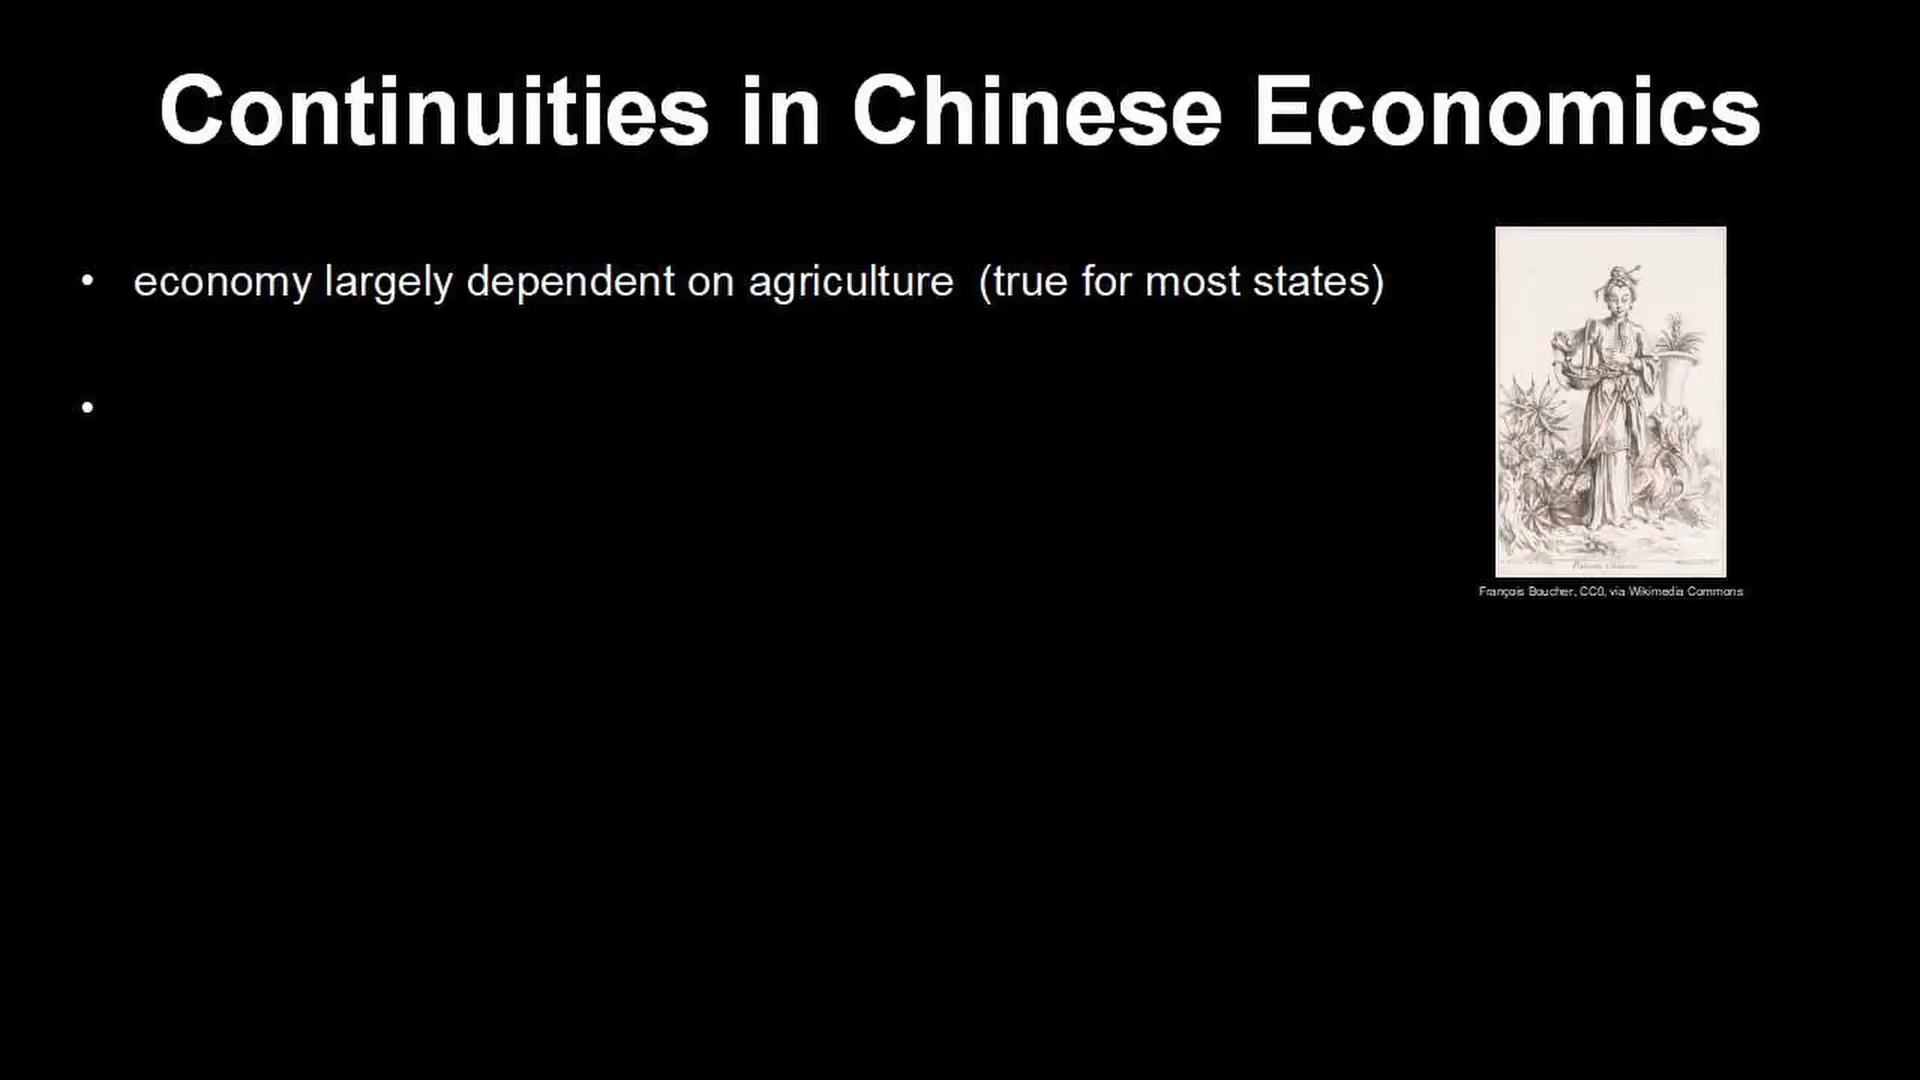 Continuities in Chinese Economics
• economy largely dependent on agriculture (true for most states)
•
François Boucher, CC0, via Wikimedia Commons